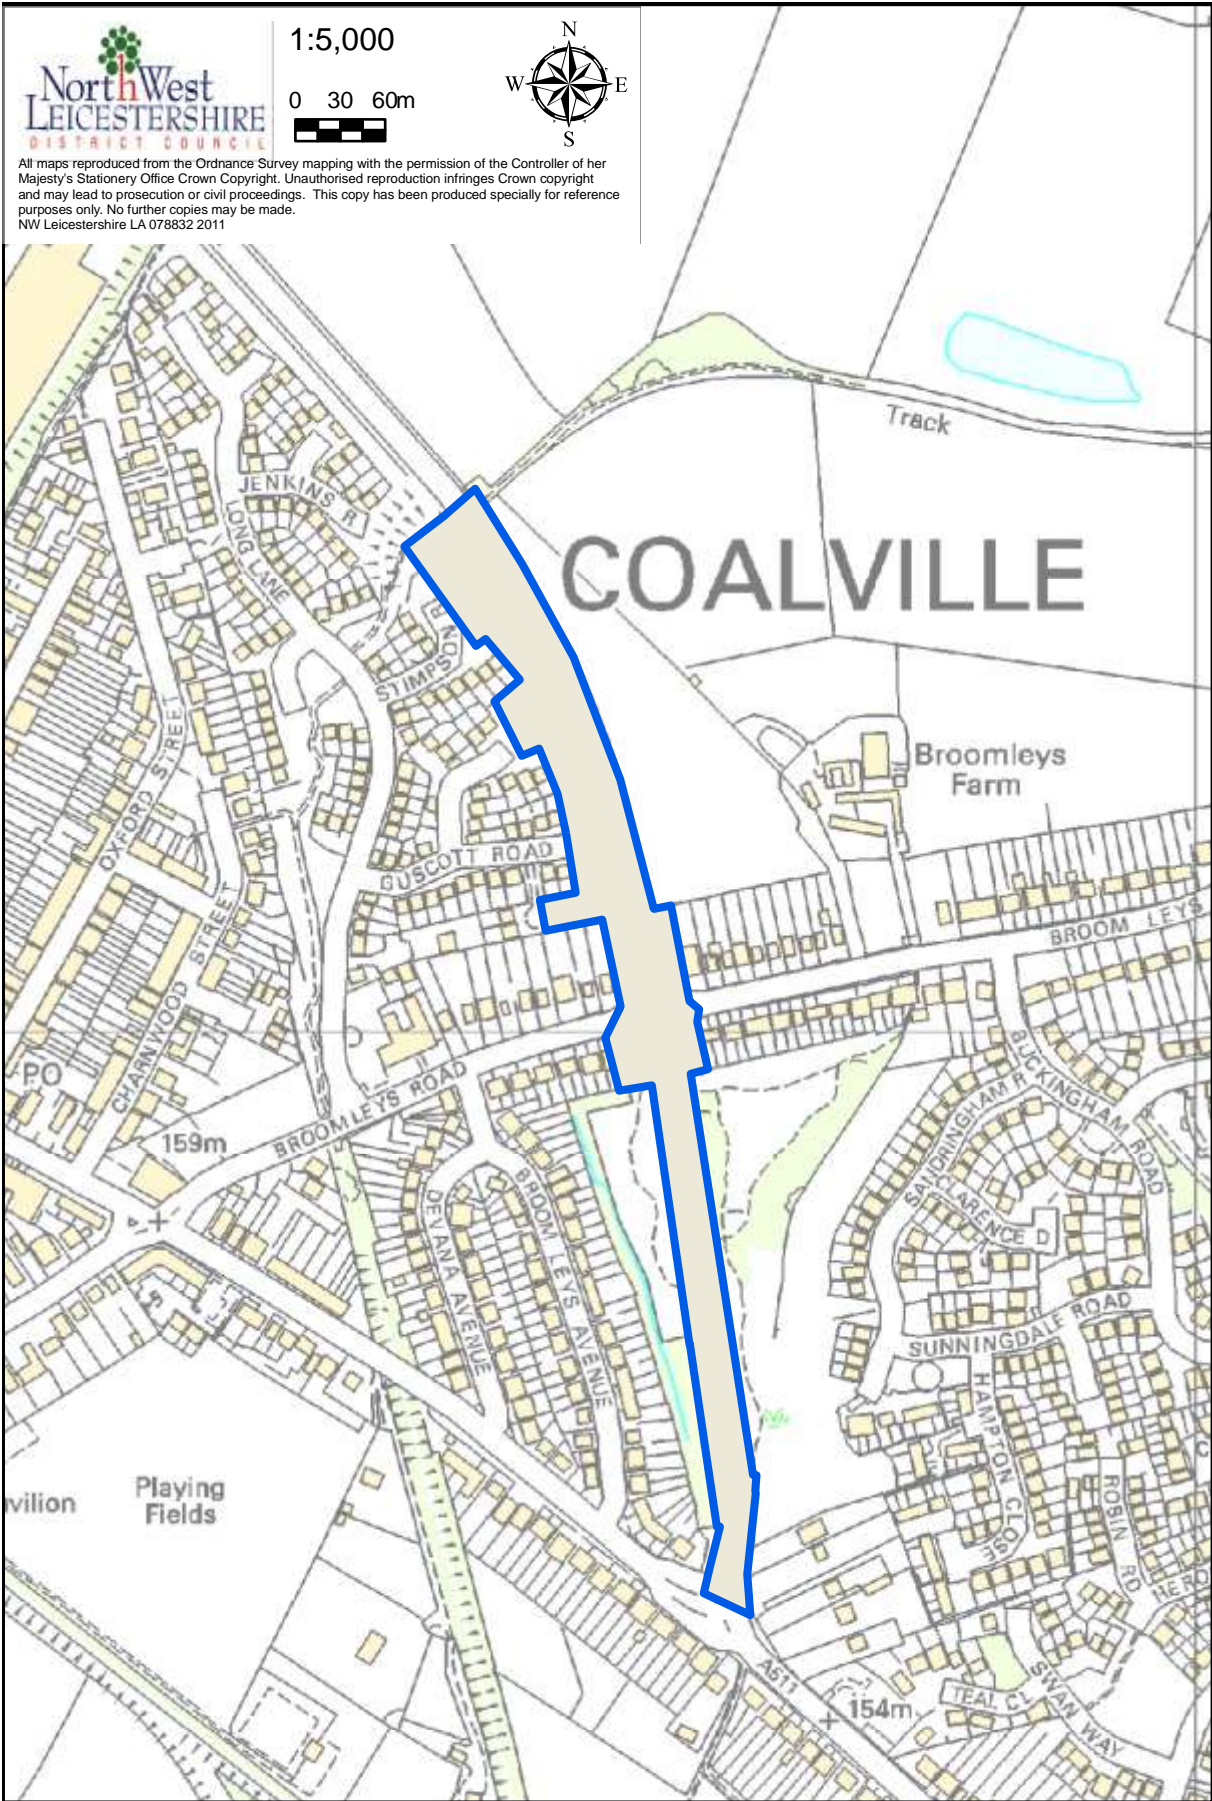 NorthWest
LEICESTERSHIRE
DISTRICT COUNCIL
1:5,000
0 30 60m
N
W E
S
All maps reproduced from the Ordnance Survey mapping with the permission of the Controller of her
Majesty's Stationery Office Crown Copyright. Unauthorised reproduction infringes Crown copyright
and may lead to prosecution or civil proceedings. This copy has been produced specially for reference
purposes only. No further copies may be made.
NW Leicestershire LA 078832 2011
Track
JENKINS R
LONG LANE
COALVILLE
STIMPSON R
OXFORD STREET
Broomleys
Farm
GUSCOTT ROAD
STREET
CHARNWOOD
BROOM LEYS
PO
159m
BROOMLEYS ROAD
BUCKINGHAM ROAD
SANDRINGHAM R
CLARENCE D
DEVANA AVENUE
BROOM LEYS AVENUE
SUNNINGDALE ROAD
HAMPTON CLOSE
ROBIN RD
HERO
vilion
Playing
Fields
A511
154m
TEAL CL
SWAN WAY